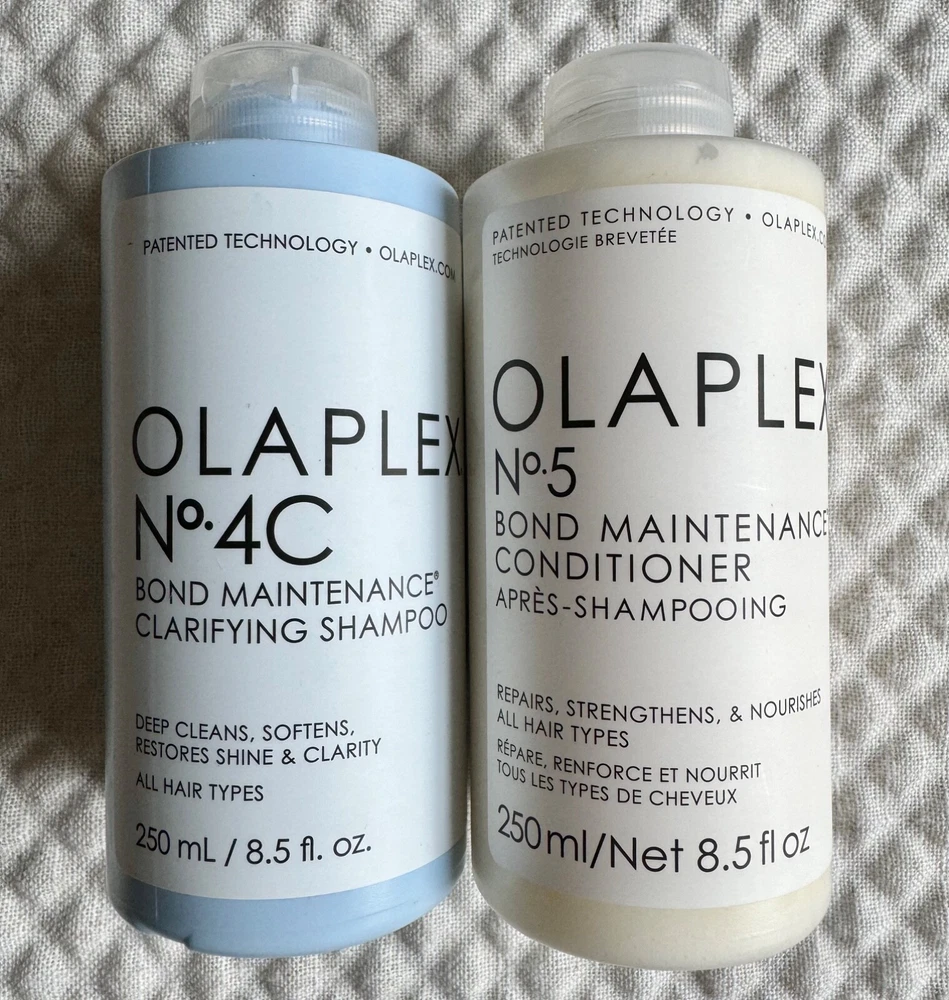 PATENTED TECHNOLOGY • OLAPLEX.COM
OLAPLEX
Nº.4C
BOND MAINTENANCE®
CLARIFYING SHAMPOO
DEEP CLEANS, SOFTENS,
RESTORES SHINE & CLARITY
ALL HAIR TYPES
250 mL / 8.5 fl. oz.
PATENTED TECHNOLOGY • OLAPLEX.CO
TECHNOLOGIE BREVETÉE
OLAPLEX
Nº.5
BOND MAINTENANCE
CONDITIONER
APRÈS-SHAMPOOING
REPAIRS, STRENGTHENS, & NOURISHES
ALL HAIR TYPES
RÉPARE, RENFORCE ET NOURRIT
TOUS LES TYPES DE CHEVEUX
250 ml/Net 8.5 fl oz